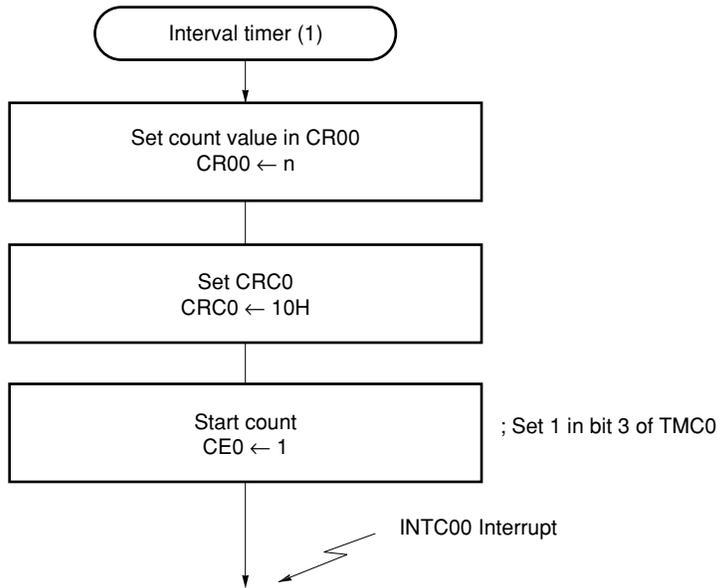 Interval timer (1)
Set count value in CR00
CR00 ← n
Set CRC0
CRC0 ← 10H
Start count
CE0 ← 1
; Set 1 in bit 3 of TMC0
INTC00 Interrupt